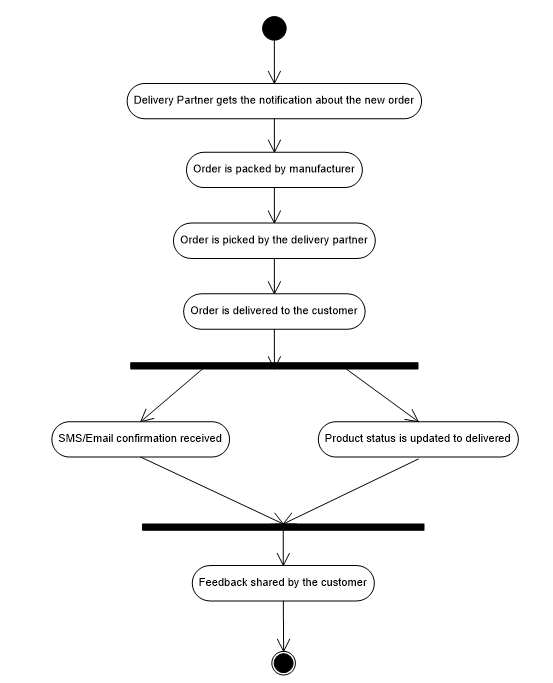 Delivery Partner gets the notification about the new order
Order is packed by manufacturer
Order is picked by the delivery partner
Order is delivered to the customer
SMS/Email confirmation received
Product status is updated to delivered
Feedback shared by the customer